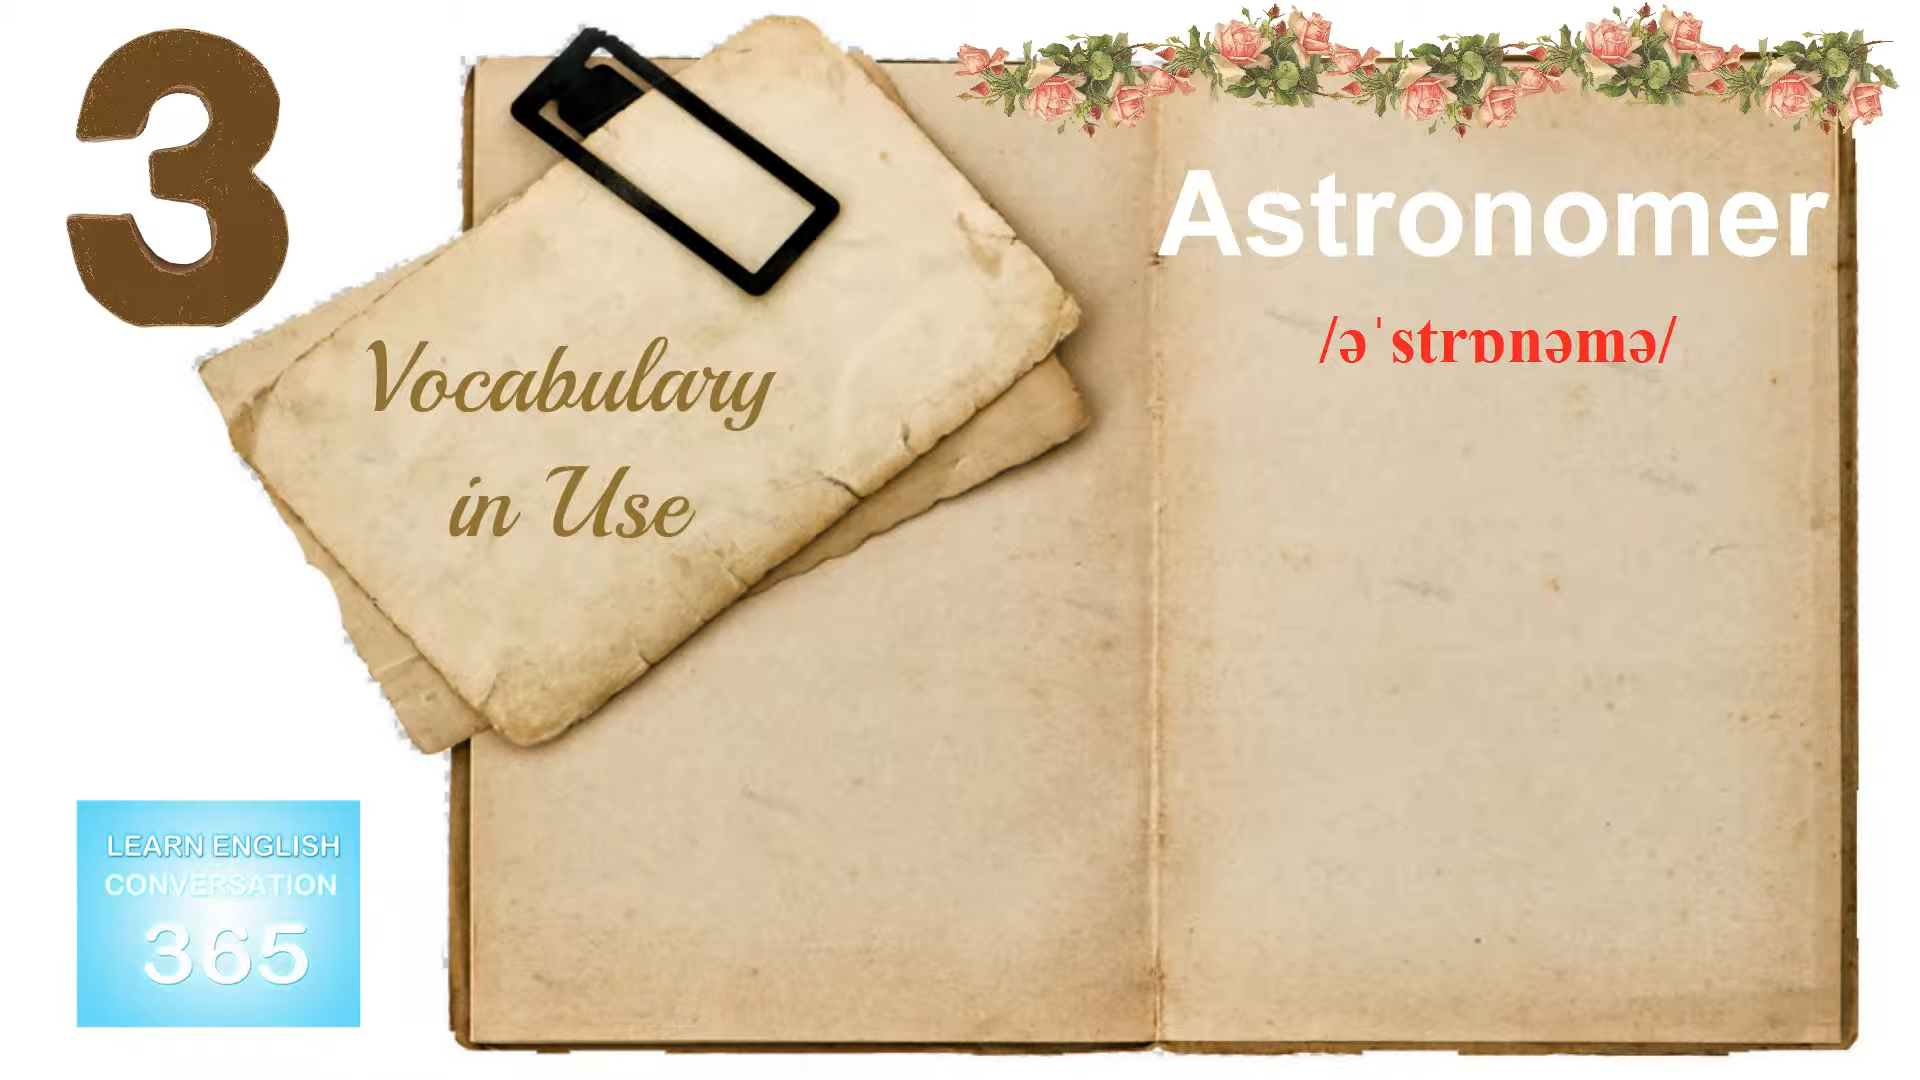 3
Vocabulary
in Use
Astronomer
/əˈstrɒnəmə/
LEARN ENGLISH
CONVERSATION
365